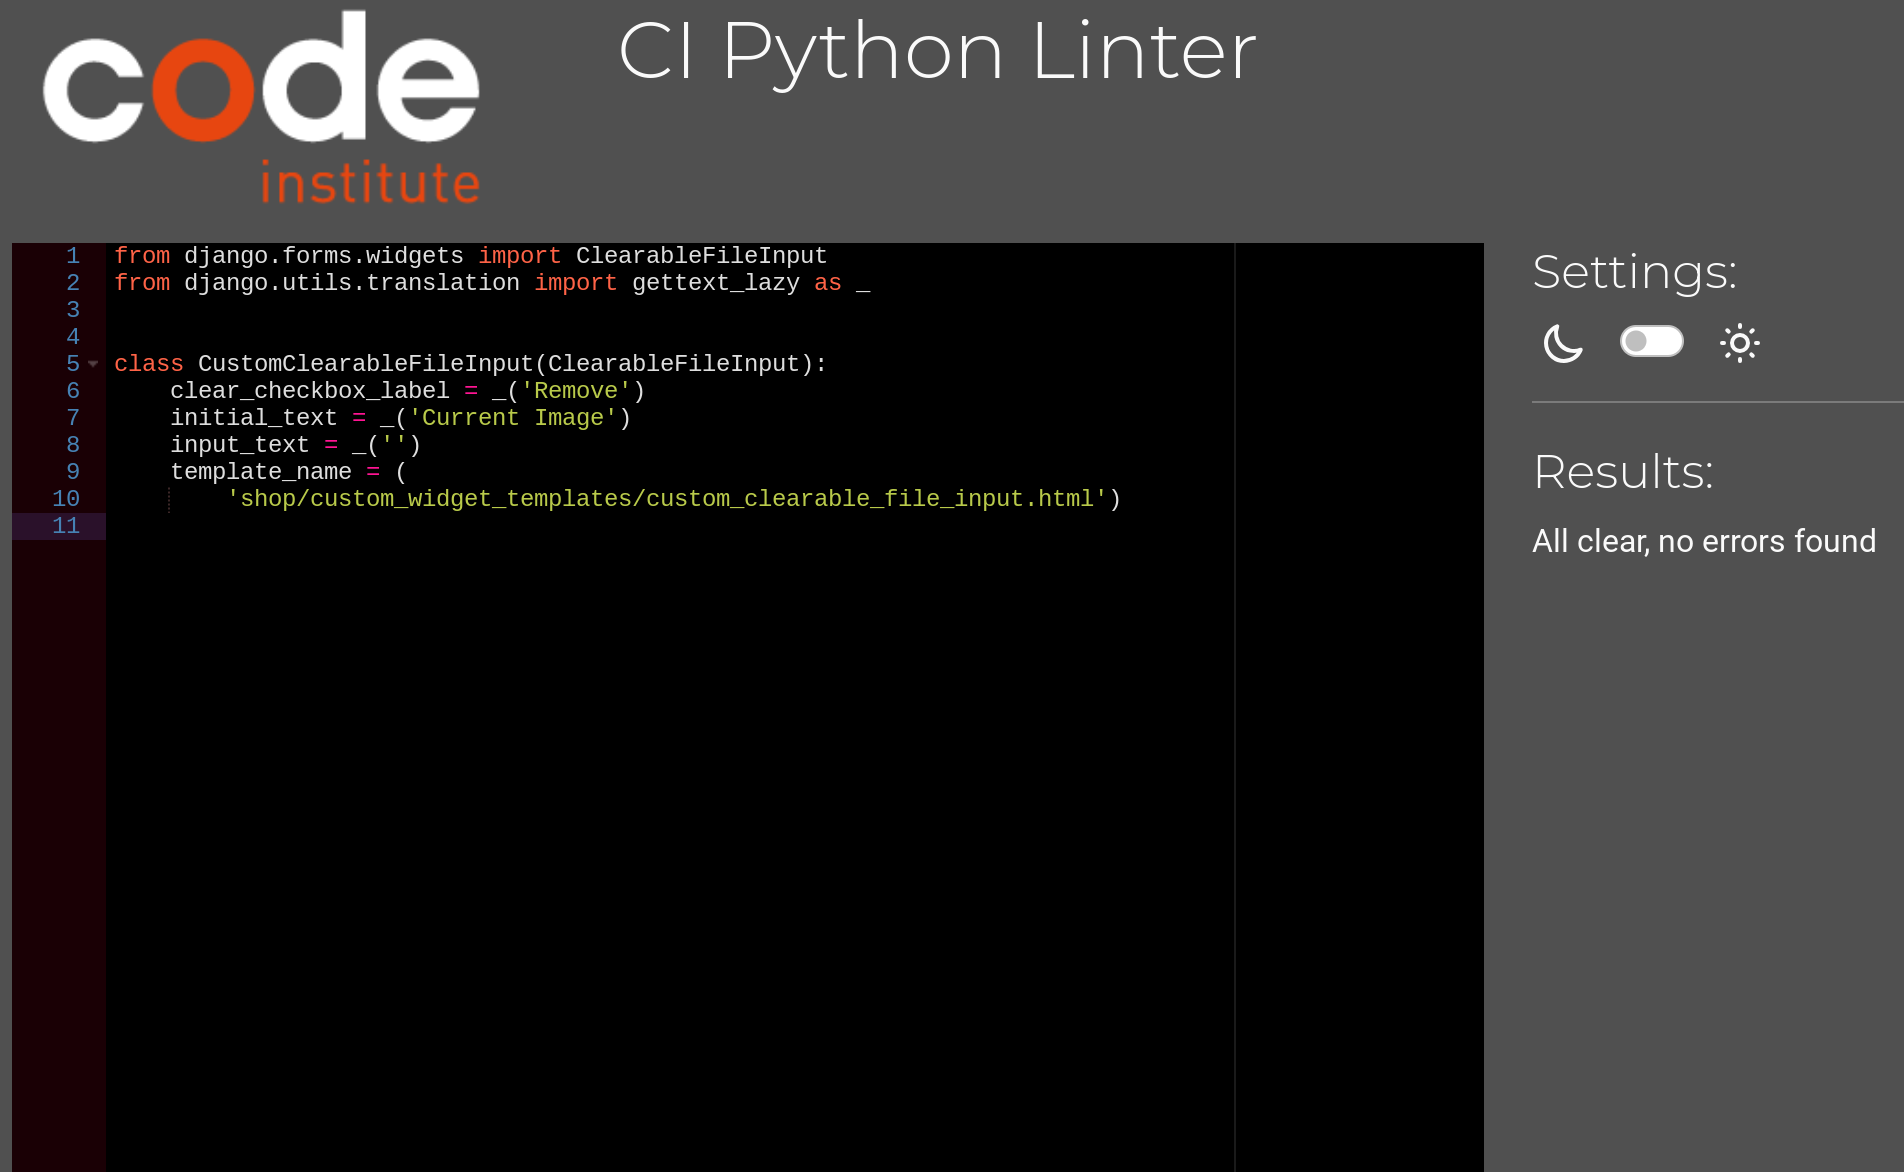 code
institute
CI Python Linter
1 from django.forms.widgets import ClearableFileInput
2 from django.utils.translation import gettext_lazy as _
3
4
5 class CustomClearableFileInput(ClearableFileInput):
6     clear_checkbox_label = _('Remove')
7     initial_text = _('Current Image')
8     input_text = _('')
9     template_name = (
10         'shop/custom_widget_templates/custom_clearable_file_input.html')
11
Settings:
Results:
All clear, no errors found